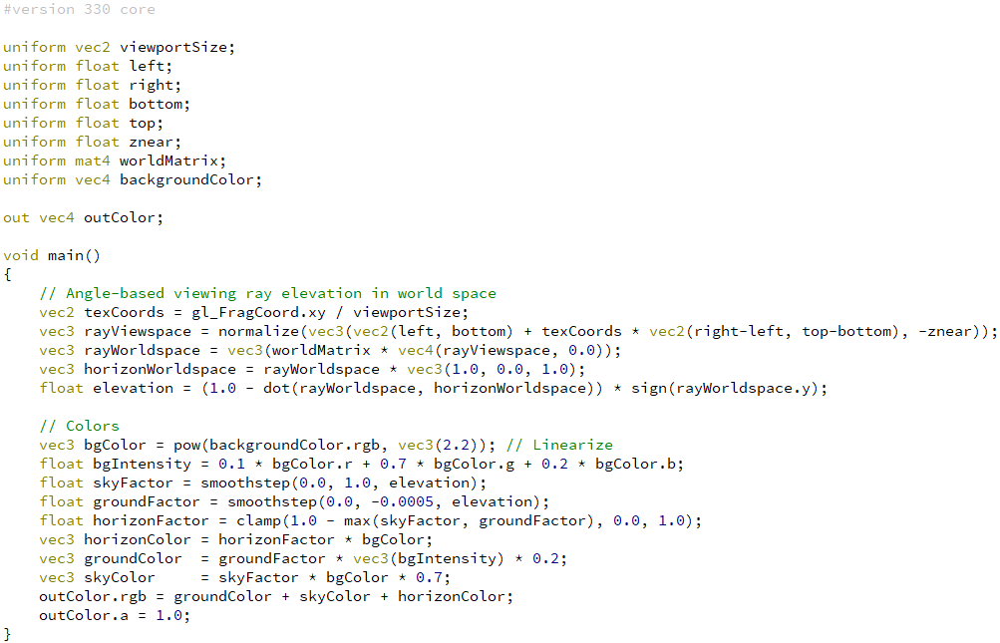 #version 330 core

uniform vec2 viewportSize;
uniform float left;
uniform float right;
uniform float bottom;
uniform float top;
uniform float znear;
uniform mat4 worldMatrix;
uniform vec4 backgroundColor;

out vec4 outColor;

void main()
{
    // Angle-based viewing ray elevation in world space
    vec2 texCoords = gl_FragCoord.xy / viewportSize;
    vec3 rayViewspace = normalize(vec3(vec2(left, bottom) + texCoords * vec2(right-left, top-bottom), -znear));
    vec3 rayWorldspace = vec3(worldMatrix * vec4(rayViewspace, 0.0));
    vec3 horizonWorldspace = rayWorldspace * vec3(1.0, 0.0, 1.0);
    float elevation = (1.0 - dot(rayWorldspace, horizonWorldspace)) * sign(rayWorldspace.y);

    // Colors
    vec3 bgColor = pow(backgroundColor.rgb, vec3(2.2)); // Linearize
    float bgIntensity = 0.1 * bgColor.r + 0.7 * bgColor.g + 0.2 * bgColor.b;
    float skyFactor = smoothstep(0.0, 1.0, elevation);
    float groundFactor = smoothstep(0.0, -0.0005, elevation);
    float horizonFactor = clamp(1.0 - max(skyFactor, groundFactor), 0.0, 1.0);
    vec3 horizonColor = horizonFactor * bgColor;
    vec3 groundColor  = groundFactor * vec3(bgIntensity) * 0.2;
    vec3 skyColor     = skyFactor * bgColor * 0.7;
    outColor.rgb = groundColor + skyColor + horizonColor;
    outColor.a = 1.0;
}